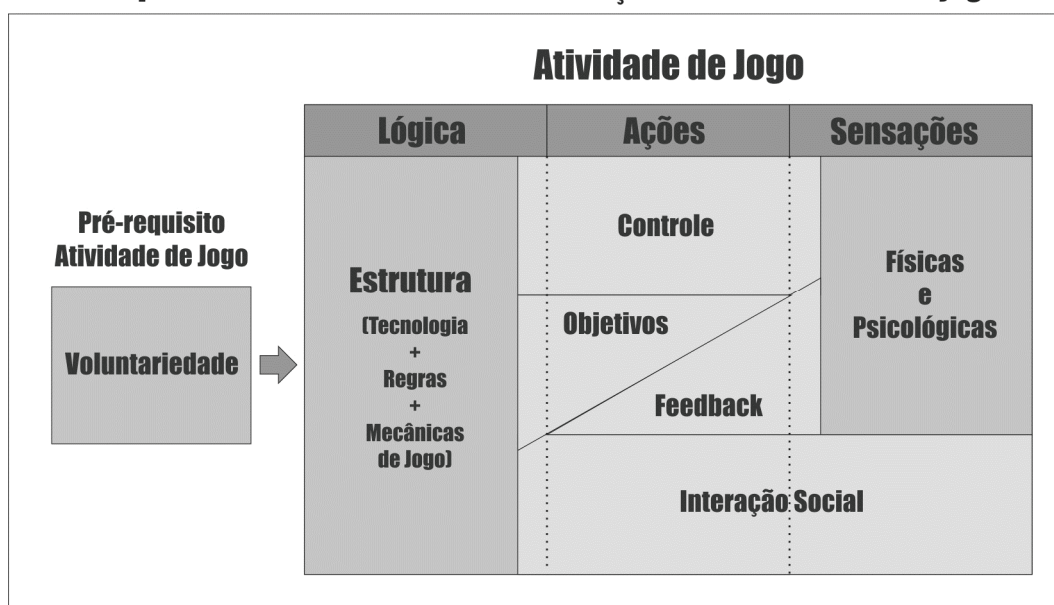 Atividade de Jogo
Lógica
Ações
Sensações
Pré-requisito
Atividade de Jogo
Voluntariedade
Estrutura
(Tecnologia
+
Regras
+
Mecânicas
de Jogo)
Controle
Objetivos
Feedback
Físicas
e
Psicológicas
Interação Social